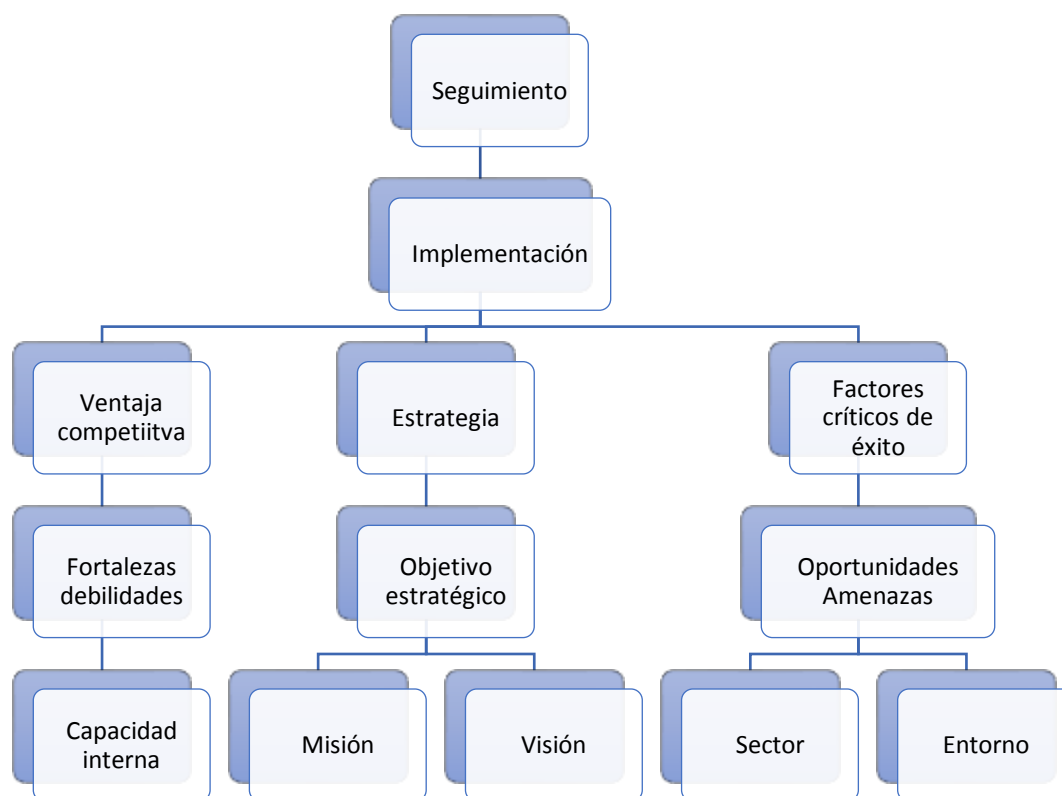 Seguimiento
Implementación
Ventaja
competiitva
Estrategia
Factores
críticos de
éxito
Fortalezas
debilidades
Objetivo
estratégico
Oportunidades
Amenazas
Capacidad
interna
Misión
Visión
Sector
Entorno